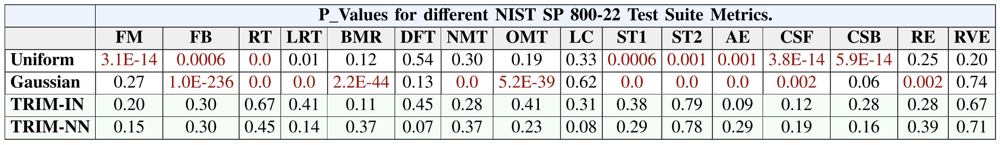 P_Values for different NIST SP 800-22 Test Suite Metrics.
FM FB RT LRT BMR DFT NMT OMT LC ST1 ST2 AE CSF CSB RE RVE
Uniform 3.1E-14 0.0006 0.0 0.01 0.12 0.54 0.30 0.19 0.33 0.0006 0.001 0.001 3.8E-14 5.9E-14 0.25 0.20
Gaussian 0.27 1.0E-236 0.0 0.0 2.2E-44 0.13 0.0 5.2E-39 0.62 0.0 0.0 0.0 0.002 0.06 0.002 0.74
TRIM-IN 0.20 0.30 0.67 0.41 0.11 0.45 0.28 0.41 0.31 0.38 0.79 0.09 0.12 0.28 0.28 0.67
TRIM-NN 0.15 0.30 0.45 0.14 0.37 0.07 0.37 0.23 0.08 0.29 0.78 0.29 0.19 0.16 0.39 0.71